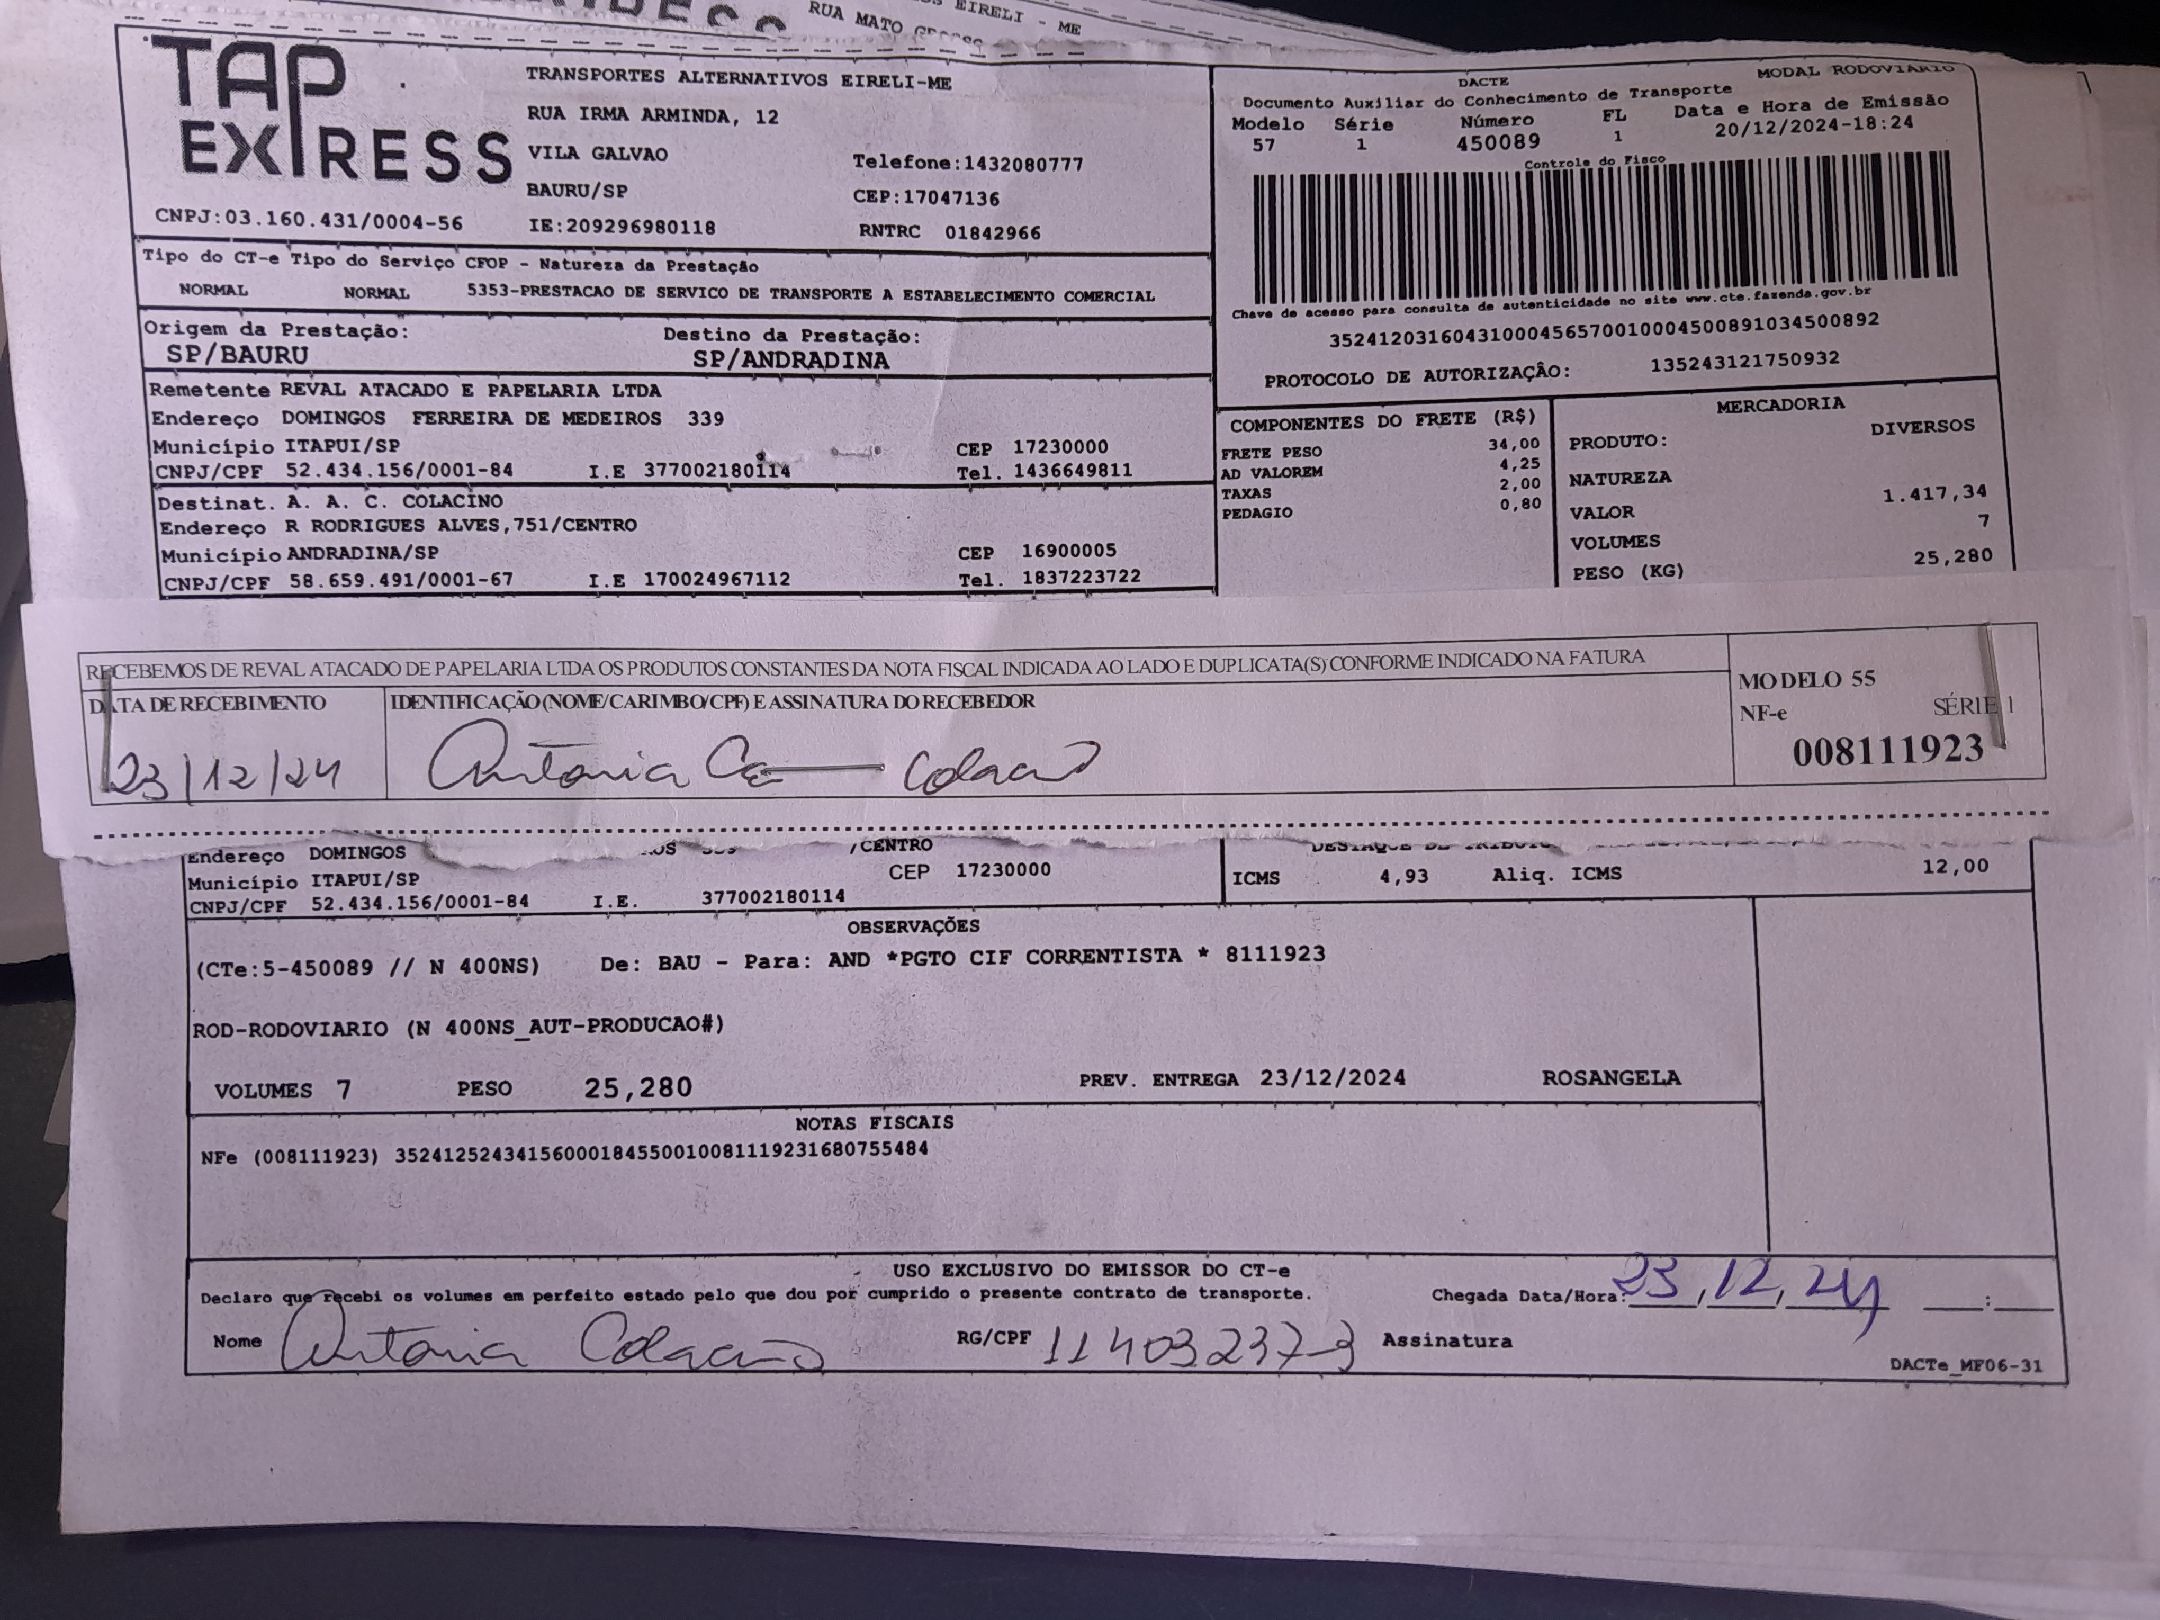 RUA MATO
EIRELI - ME
TAP EXPRESS
TRANSPORTES ALTERNATIVOS EIRELI-ME
RUA IRMA ARMINDA, 12
VILA GALVAO Telefone:1432080777
BAURU/SP CEP:17047136
CNPJ:03.160.431/0004-56 IE:209296980118 RNTRC 01842966
DACTE MODAL RODOVIARIO
Documento Auxiliar do Conhecimento de Transporte
Modelo Série Número FL Data e Hora de Emissão
57 1 450089 1 20/12/2024-18:24
Controle do Fisco
Chave de acesso para consulta de autenticidade no site www.cte.fazenda.gov.br
35241203160431000456570010004500891034500892
PROTOCOLO DE AUTORIZAÇÃO: 135243121750932
Tipo do CT-e Tipo do Serviço CFOP - Natureza da Prestação
NORMAL NORMAL 5353-PRESTACAO DE SERVICO DE TRANSPORTE A ESTABELECIMENTO COMERCIAL
Origem da Prestação: Destino da Prestação:
SP/BAURU SP/ANDRADINA
Remetente REVAL ATACADO E PAPELARIA LTDA
Endereço DOMINGOS FERREIRA DE MEDEIROS 339
Município ITAPUI/SP CEP 17230000
CNPJ/CPF 52.434.156/0001-84 I.E 377002180114 Tel. 1436649811
Destinat. A. A. C. COLACINO
Endereço R RODRIGUES ALVES,751/CENTRO
Município ANDRADINA/SP CEP 16900005
CNPJ/CPF 58.659.491/0001-67 I.E 170024967112 Tel. 1837223722
COMPONENTES DO FRETE (R$)
FRETE PESO 34,00
AD VALOREM 4,25
TAXAS 2,00
PEDAGIO 0,80
MERCADORIA
PRODUTO: DIVERSOS
NATUREZA
VALOR 1.417,34
VOLUMES 7
PESO (KG) 25,280
RECEBEMOS DE REVAL ATACADO DE PAPELARIA LTDA OS PRODUTOS CONSTANTES DA NOTA FISCAL INDICADA AO LADO E DUPLICATA(S) CONFORME INDICADO NA FATURA
DATA DE RECEBIMENTO IDENTIFICAÇÃO (NOME/CARIMBO/CPF) E ASSINATURA DO RECEBEDOR
23/12/24 Antonia
MODELO 55
NF-e SÉRIE 1
008111923
Endereço DOMINGOS /CENTRO
Município ITAPUI/SP CEP 17230000
CNPJ/CPF 52.434.156/0001-84 I.E. 377002180114
ICMS 4,93 Aliq. ICMS 12,00
OBSERVAÇÕES
(CTe:5-450089 // N 400NS) De: BAU - Para: AND *PGTO CIF CORRENTISTA * 8111923
ROD-RODOVIARIO (N 400NS_AUT-PRODUCAO#)
VOLUMES 7 PESO 25,280 PREV. ENTREGA 23/12/2024 ROSANGELA
NOTAS FISCAIS
NFe (008111923) 35241252434156000184550010081119231680755484
USO EXCLUSIVO DO EMISSOR DO CT-e
Declaro que recebi os volumes em perfeito estado pelo que dou por cumprido o presente contrato de transporte. Chegada Data/Hora: 23,12,24 :
Nome Antonia RG/CPF 11403237-3 Assinatura
DACTe_MF06-31